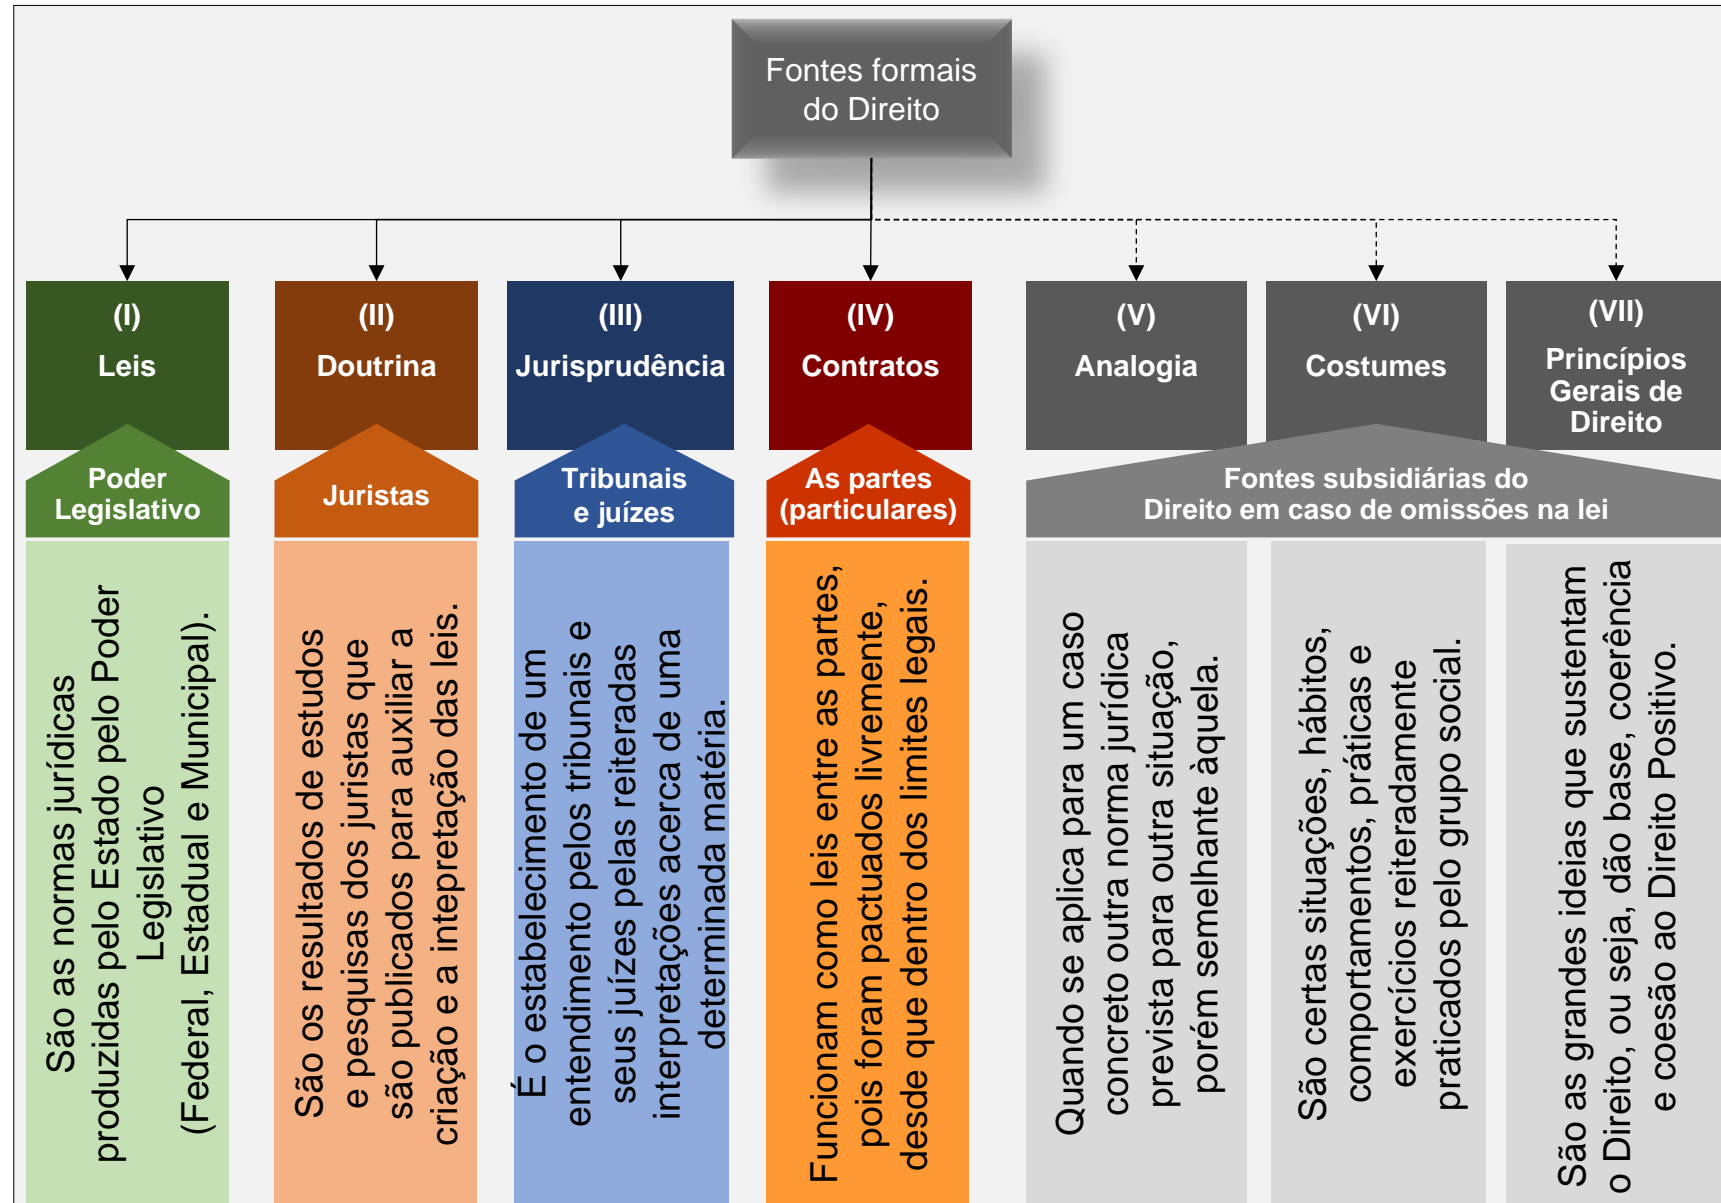 Fontes formais
do Direito
(I)
Leis
(II)
Doutrina
(III)
Jurisprudência
(IV)
Contratos
(V)
Analogia
(VI)
Costumes
(VII)
Princípios
Gerais de
Direito
Poder
Legislativo
Juristas
Tribunais
e juízes
As partes
(particulares)
Fontes subsidiárias do
Direito em caso de omissões na lei
São as normas jurídicas
produzidas pelo Estado pelo Poder
Legislativo
(Federal, Estadual e Municipal).
São os resultados de estudos
e pesquisas dos juristas que
são publicados para auxiliar a
criação e a intepretação das leis.
É o estabelecimento de um
entendimento pelos tribunais e
seus juízes pelas reiteradas
interpretações acerca de uma
determinada matéria.
Funcionam como leis entre as partes,
pois foram pactuados livremente,
desde que dentro dos limites legais.
Quando se aplica para um caso
concreto outra norma jurídica
prevista para outra situação,
porém semelhante àquela.
São certas situações, hábitos,
comportamentos, práticas e
exercícios reiteradamente
praticados pelo grupo social.
São as grandes ideias que sustentam
o Direito, ou seja, dão base, coerência
e coesão ao Direito Positivo.